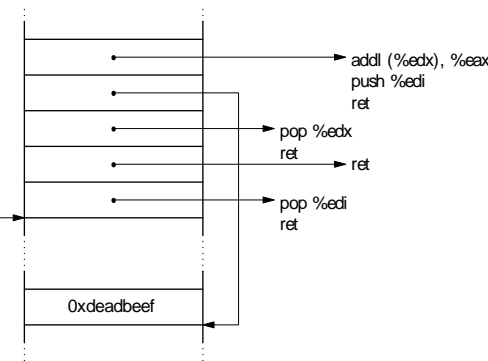 addl (%edx), %eax
push %edi
ret
pop %edx
ret
ret
pop %edi
ret
0xdeadbeef